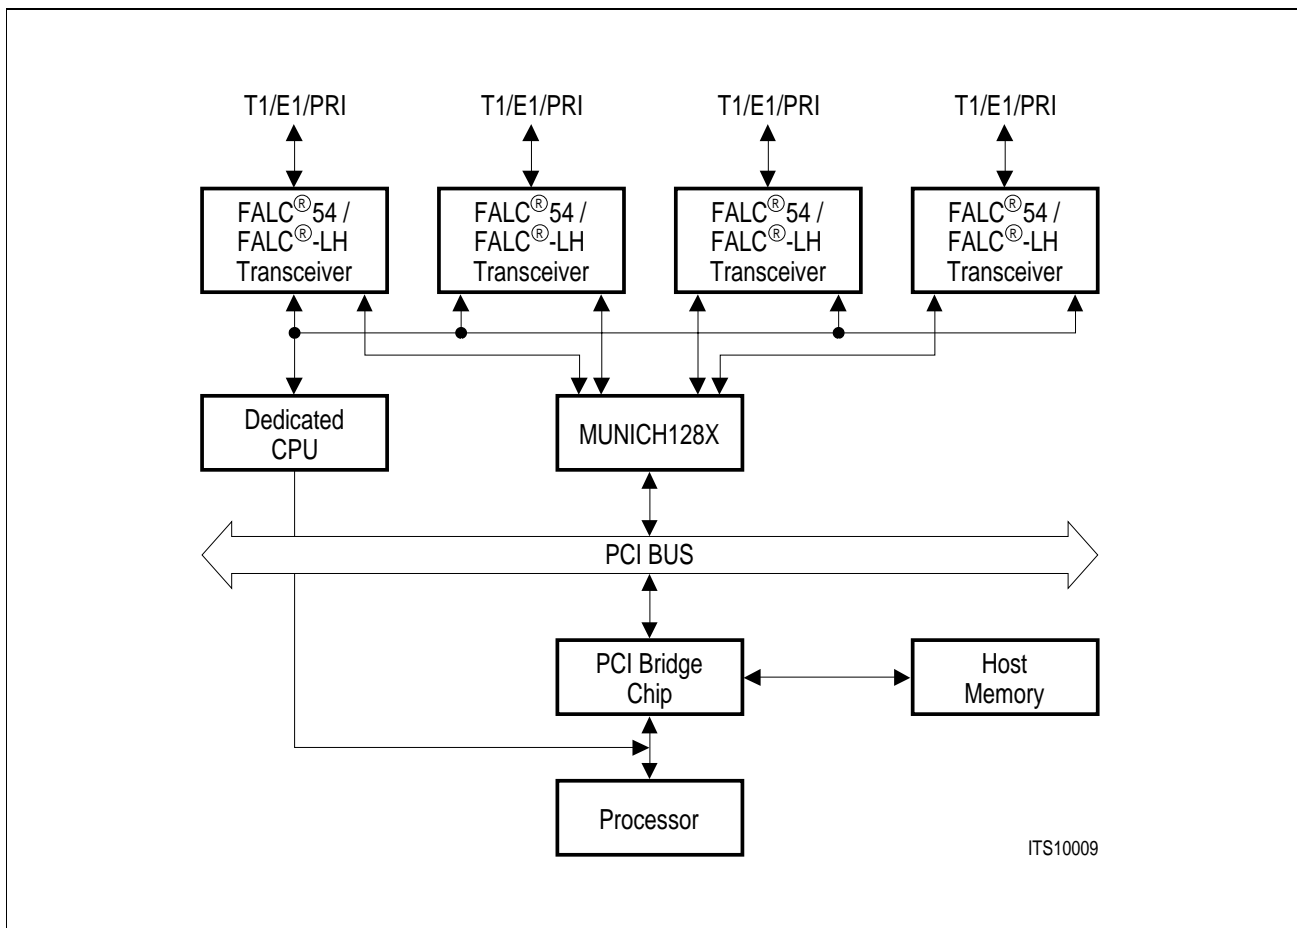 T1/E1/PRI
T1/E1/PRI
T1/E1/PRI
T1/E1/PRI
FALC®54 /
FALC®-LH
Transceiver
FALC®54 /
FALC®-LH
Transceiver
FALC®54 /
FALC®-LH
Transceiver
FALC®54 /
FALC®-LH
Transceiver
Dedicated
CPU
MUNICH128X
PCI BUS
PCI Bridge
Chip
Host
Memory
Processor
ITS10009